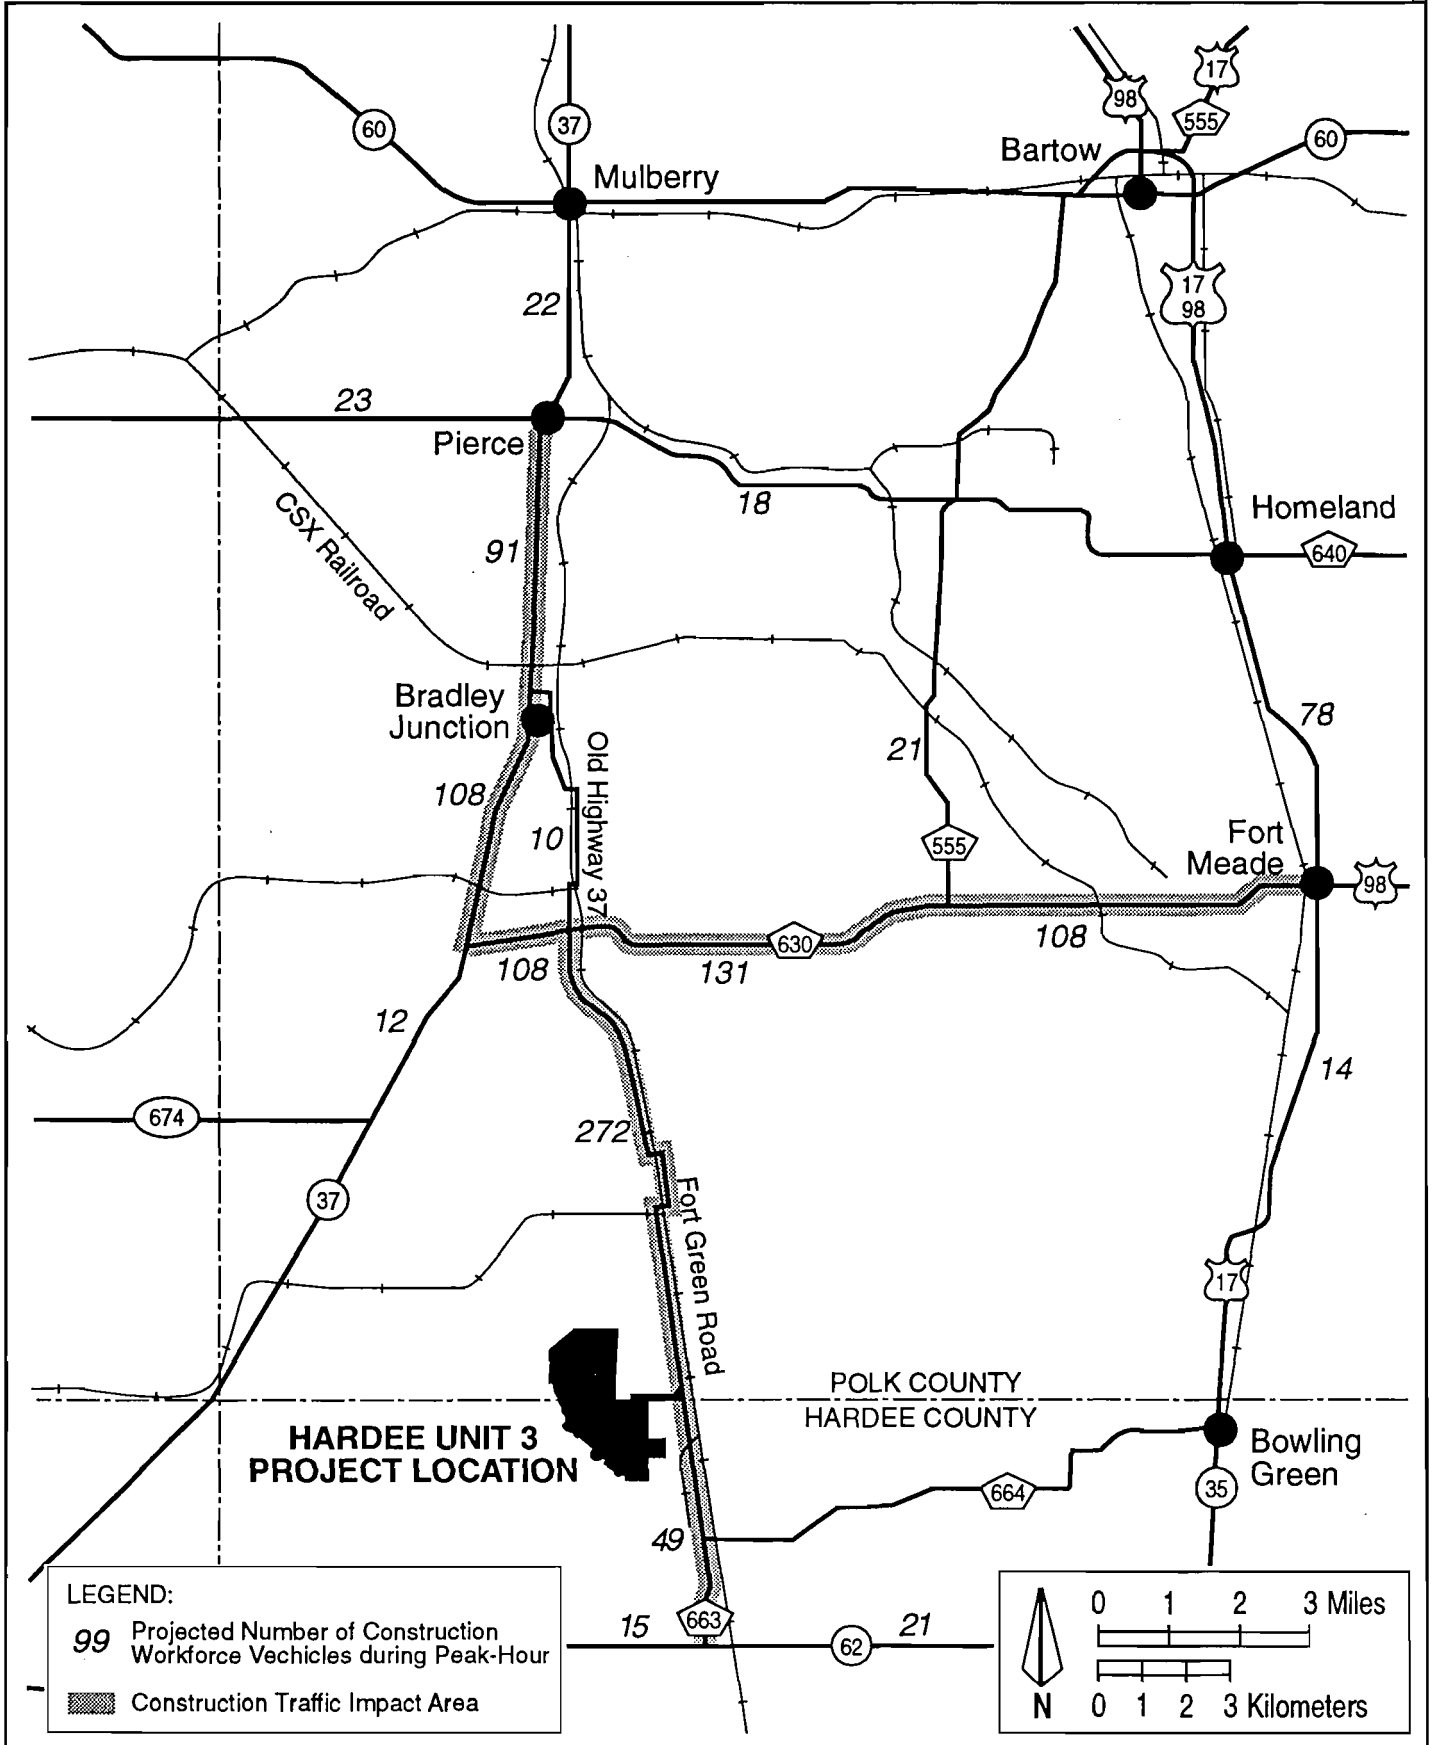 17
98
555
60
37
60
Bartow
Mulberry
22
17
98
23
Pierce
18
Homeland
91
640
CSX Railroad
Bradley
Junction
78
21
Old Highway 37
108
10
555
Fort
Meade
98
630
108
108
131
12
14
674
272
37
Fort Green Road
17
POLK COUNTY
HARDEE COUNTY
HARDEE UNIT 3
PROJECT LOCATION
Bowling
Green
35
664
49
663
15
62
21
LEGEND:
99 Projected Number of Construction
Workforce Vechicles during Peak-Hour
Construction Traffic Impact Area
0 1 2 3 Miles
0 1 2 3 Kilometers
N